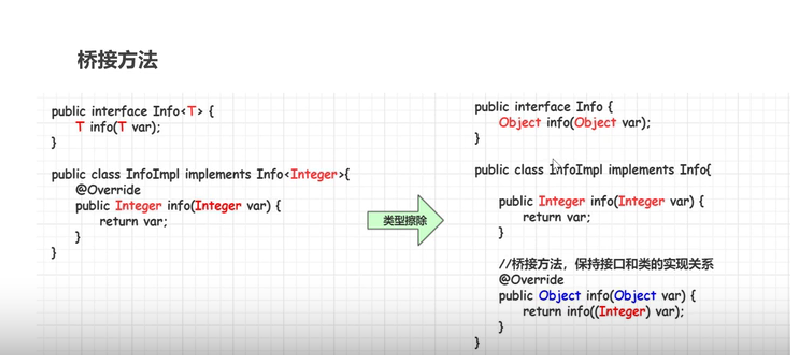 桥接方法
public interface Info<T> {
T info(T var);
}
public class InfoImpl implements Info<Integer>{
@Override
public Integer info(Integer var) {
return var;
}
}
类型擦除
public interface Info {
Object info(Object var);
}
public class InfoImpl implements Info{
public Integer info(Integer var) {
return var;
}
//桥接方法，保持接口和类的实现关系
@Override
public Object info(Object var) {
return info((Integer) var);
}
}